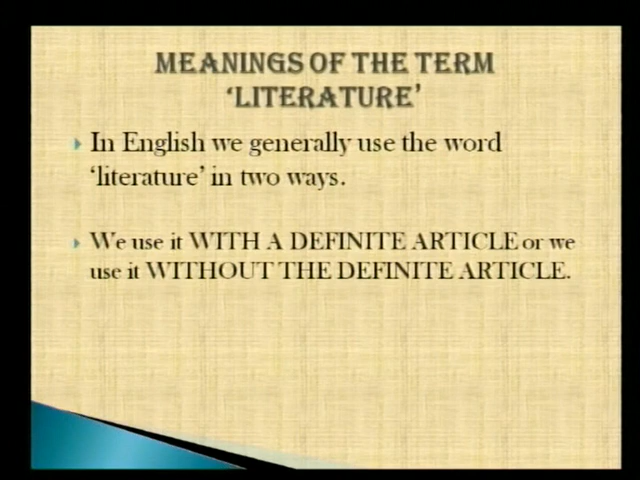 MEANINGS OF THE TERM
‘LITERATURE’
In English we generally use the word
‘literature’ in two ways.
We use it WITH A DEFINITE ARTICLE or we
use it WITHOUT THE DEFINITE ARTICLE.